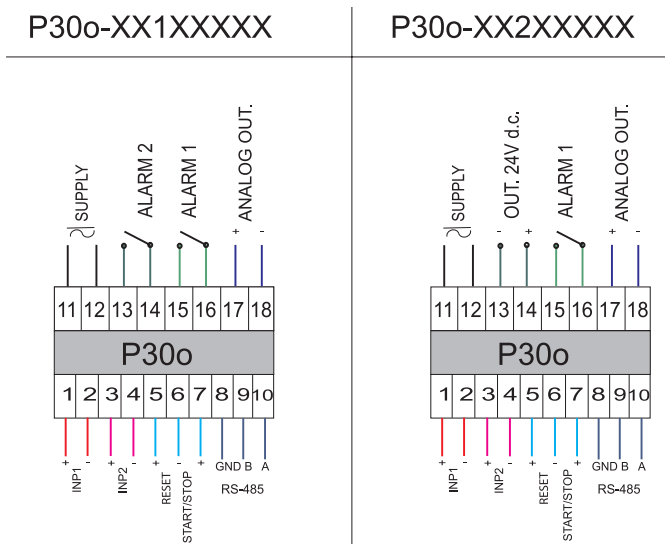 P30o-XX1XXXXX
SUPPLY
ALARM 2
ALARM 1
ANALOG OUT.
+ -
11 12 13 14 15 16 17 18
P30o
1 2 3 4 5 6 7 8 9 10
+ - + - + - + GND B A
INP1
INP2
RESET
START/STOP
RS-485
P30o-XX2XXXXX
SUPPLY
OUT. 24V d.c.
ALARM 1
ANALOG OUT.
- + + -
11 12 13 14 15 16 17 18
P30o
1 2 3 4 5 6 7 8 9 10
+ - + - + - + GND B A
INP1
INP2
RESET
START/STOP
RS-485